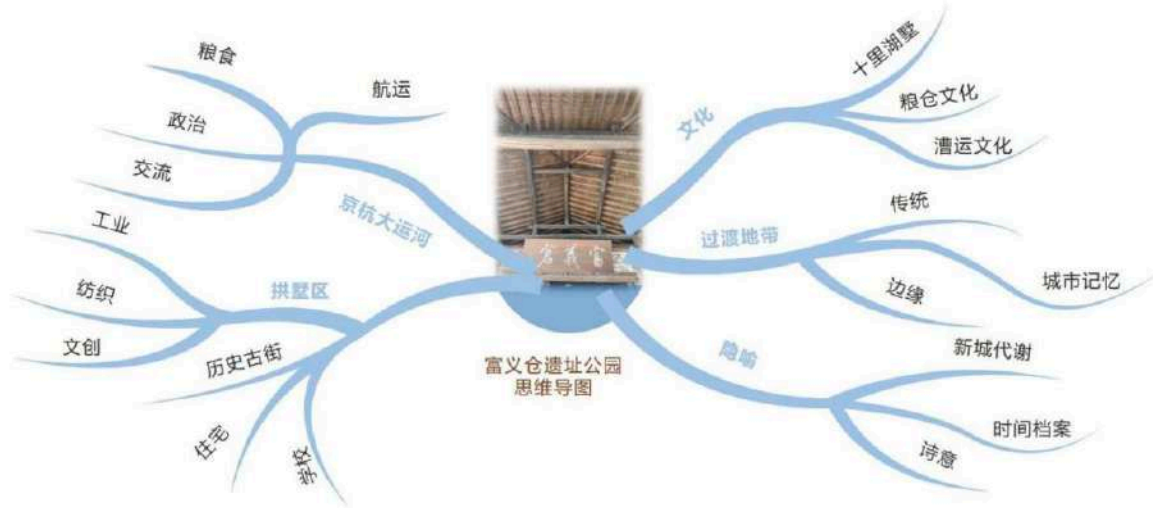 粮食
航运
政治
交流
京杭大运河
工业
纺织
文创
拱墅区
历史古街
住宅
学校
倉義富
富义仓遗址公园
思维导图
文化
十里湖墅
粮仓文化
漕运文化
过渡地带
传统
城市记忆
边缘
隐喻
新城代谢
时间档案
诗意